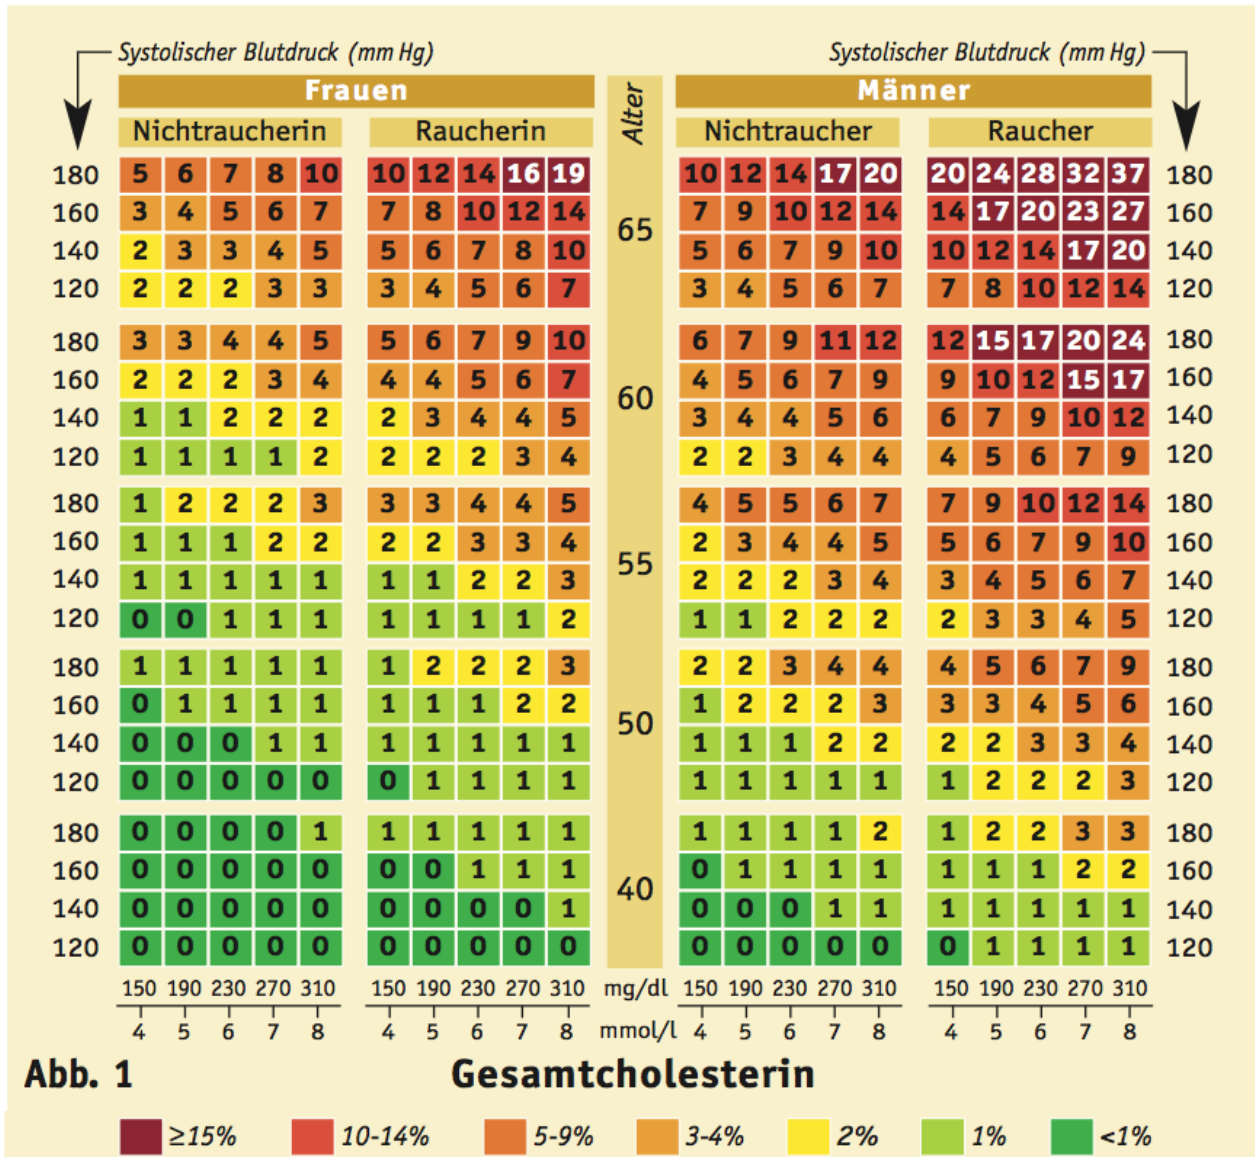 Systolischer Blutdruck (mm Hg) Systolischer Blutdruck (mm Hg)
Frauen Alter Männer
Nichtraucherin Raucherin Nichtraucher Raucher
180 5 6 7 8 10 10 12 14 16 19 10 12 14 17 20 20 24 28 32 37 180
160 3 4 5 6 7 7 8 10 12 14 7 9 10 12 14 14 17 20 23 27 160
65
140 2 3 3 4 5 5 6 7 8 10 5 6 7 9 10 10 12 14 17 20 140
120 2 2 2 3 3 3 4 5 6 7 3 4 5 6 7 7 8 10 12 14 120
180 3 3 4 4 5 5 6 7 9 10 6 7 9 11 12 12 15 17 20 24 180
160 2 2 2 3 4 4 4 5 6 7 4 5 6 7 9 9 10 12 15 17 160
60
140 1 1 2 2 2 2 3 4 4 5 3 4 4 5 6 6 7 9 10 12 140
120 1 1 1 1 2 2 2 2 3 4 2 2 3 4 4 4 5 6 7 9 120
180 1 2 2 2 3 3 3 4 4 5 4 5 5 6 7 7 9 10 12 14 180
160 1 1 1 2 2 2 2 3 3 4 2 3 4 4 5 5 6 7 9 10 160
55
140 1 1 1 1 1 1 1 2 2 3 2 2 2 3 4 3 4 5 6 7 140
120 0 0 1 1 1 1 1 1 1 2 1 1 2 2 2 2 3 3 4 5 120
180 1 1 1 1 1 1 2 2 2 3 2 2 3 4 4 4 5 6 7 9 180
160 0 1 1 1 1 1 1 1 2 2 1 2 2 2 3 3 3 4 5 6 160
50
140 0 0 0 1 1 1 1 1 1 1 1 1 1 2 2 2 2 3 3 4 140
120 0 0 0 0 0 0 1 1 1 1 1 1 1 1 1 1 2 2 2 3 120
180 0 0 0 0 1 1 1 1 1 1 1 1 1 1 2 1 2 2 3 3 180
160 0 0 0 0 0 0 0 1 1 1 0 1 1 1 1 1 1 1 2 2 160
40
140 0 0 0 0 0 0 0 0 0 1 0 0 0 1 1 1 1 1 1 1 140
120 0 0 0 0 0 0 0 0 0 0 0 0 0 0 0 0 1 1 1 1 120
150 190 230 270 310 150 190 230 270 310 mg/dl 150 190 230 270 310 150 190 230 270 310
4 5 6 7 8 4 5 6 7 8 mmol/l 4 5 6 7 8 4 5 6 7 8
Abb. 1 Gesamtcholesterin
≥15% 10-14% 5-9% 3-4% 2% 1% <1%